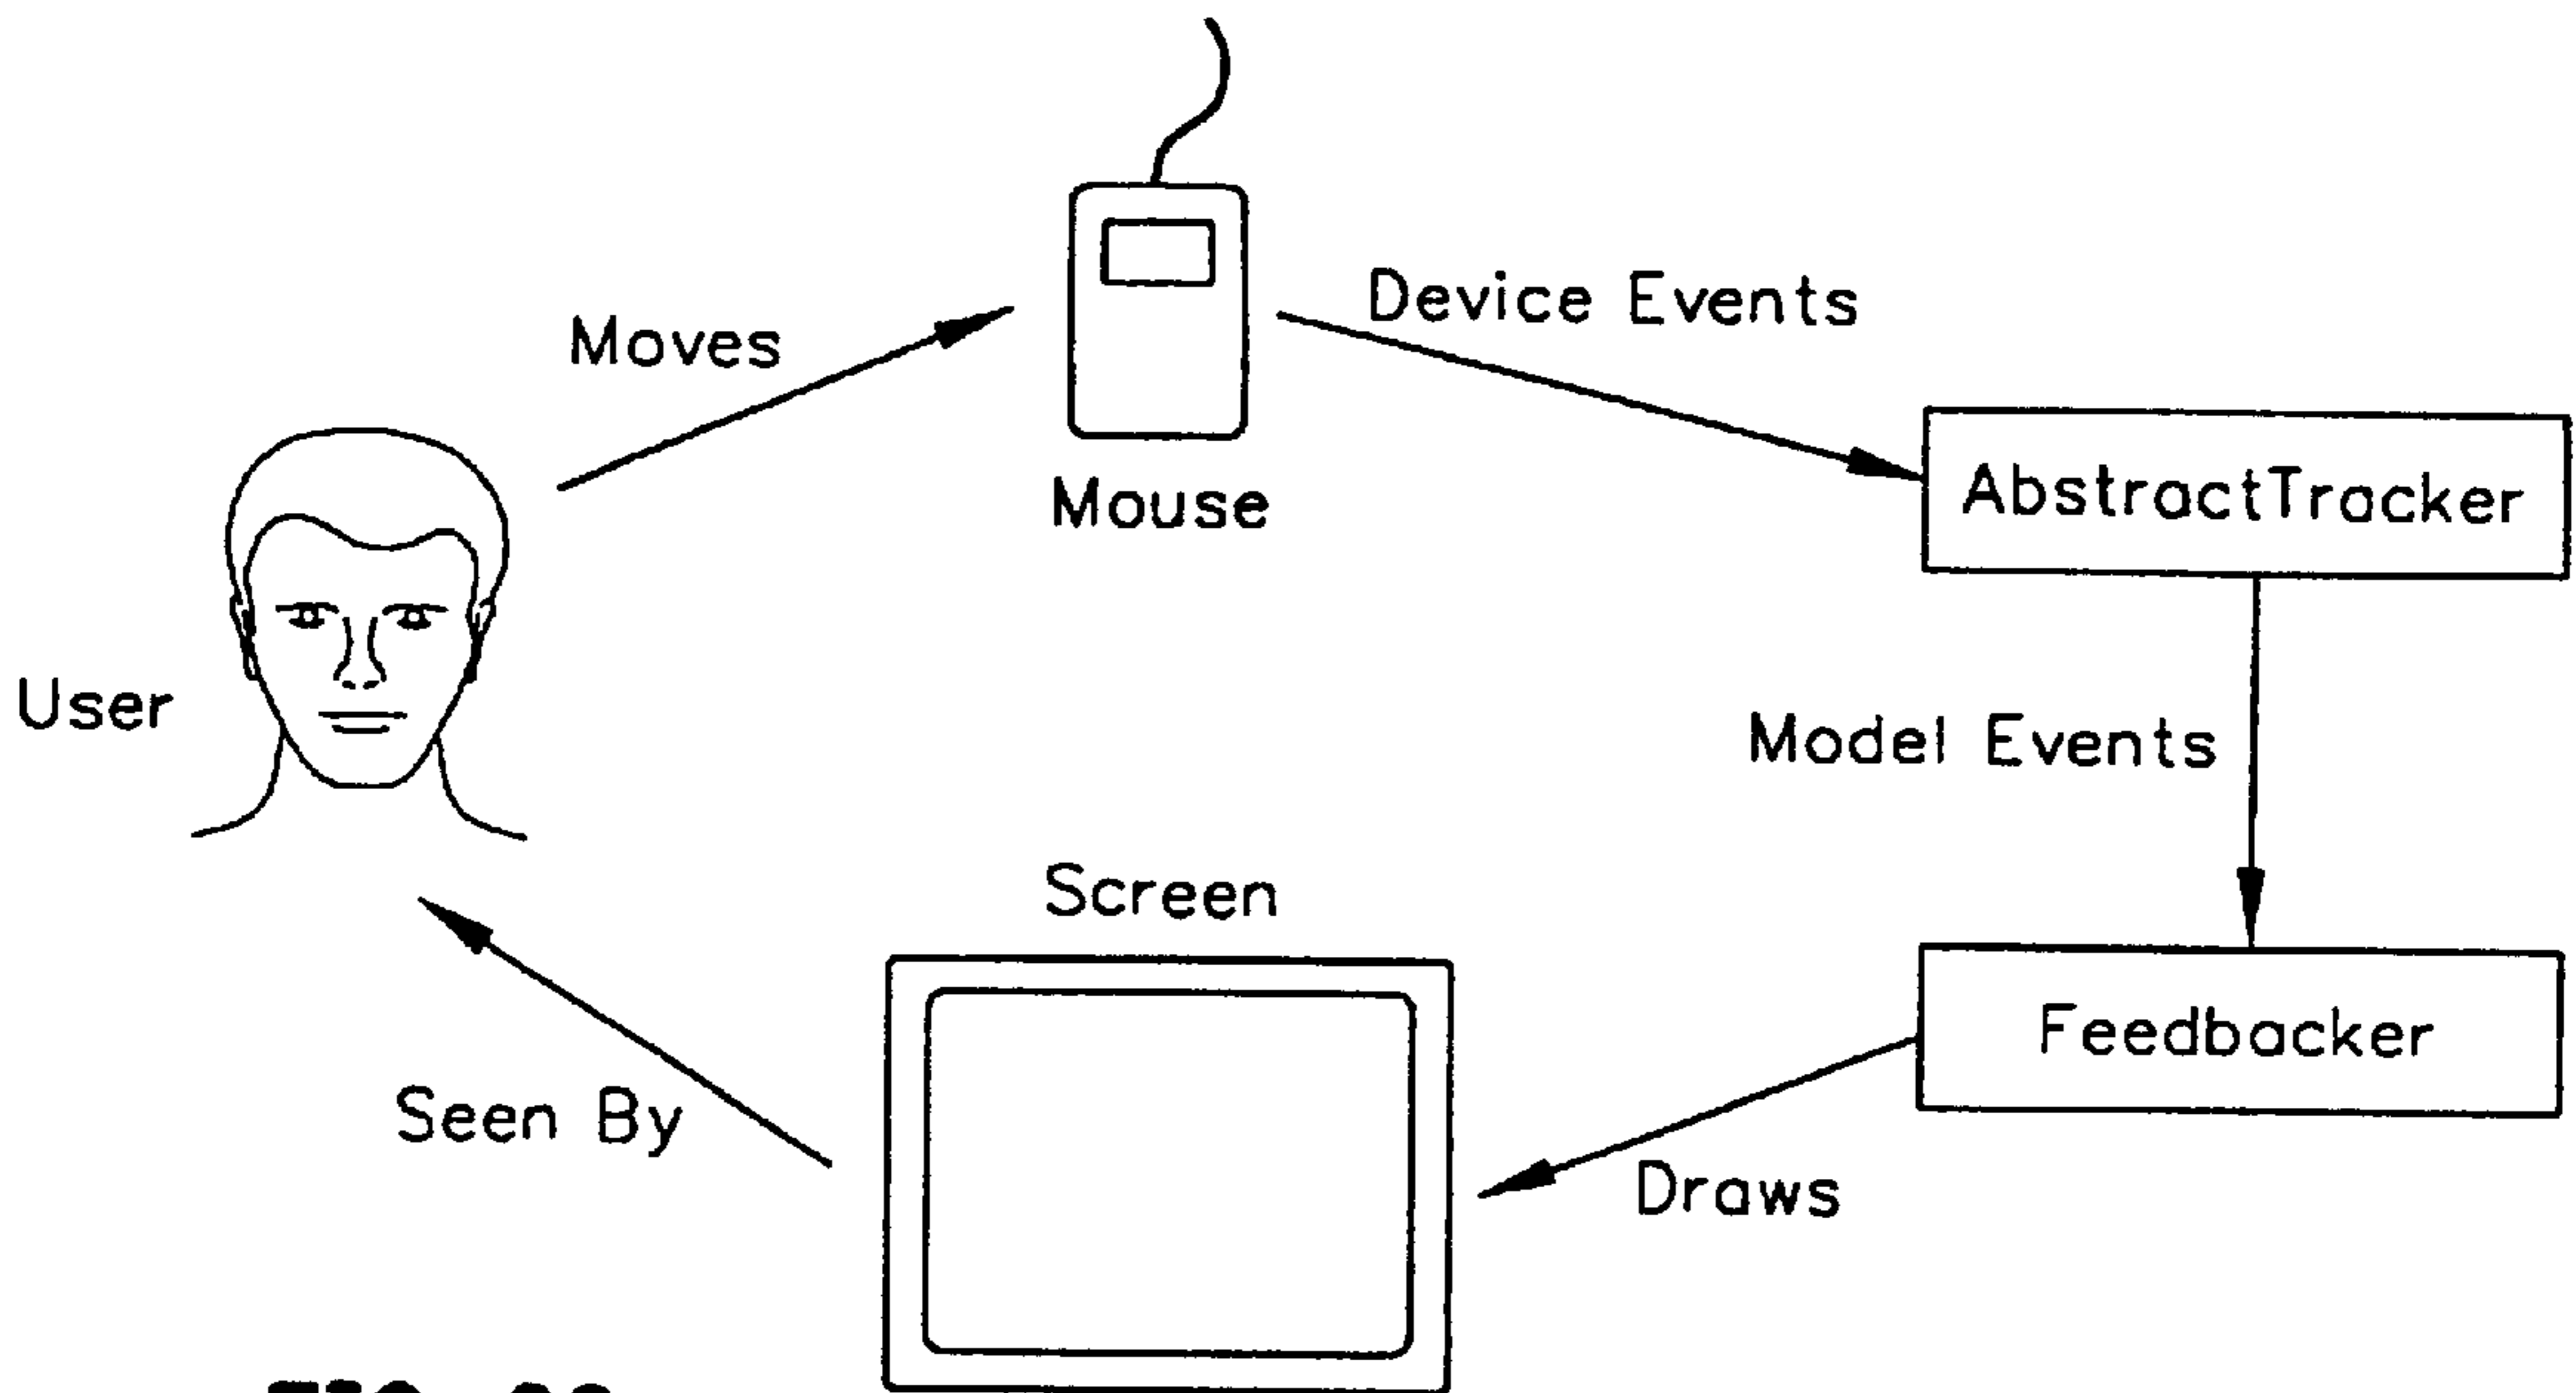 Moves
Device Events
Mouse
AbstractTracker
User
Model Events
Screen
Feedbacker
Seen By
Draws